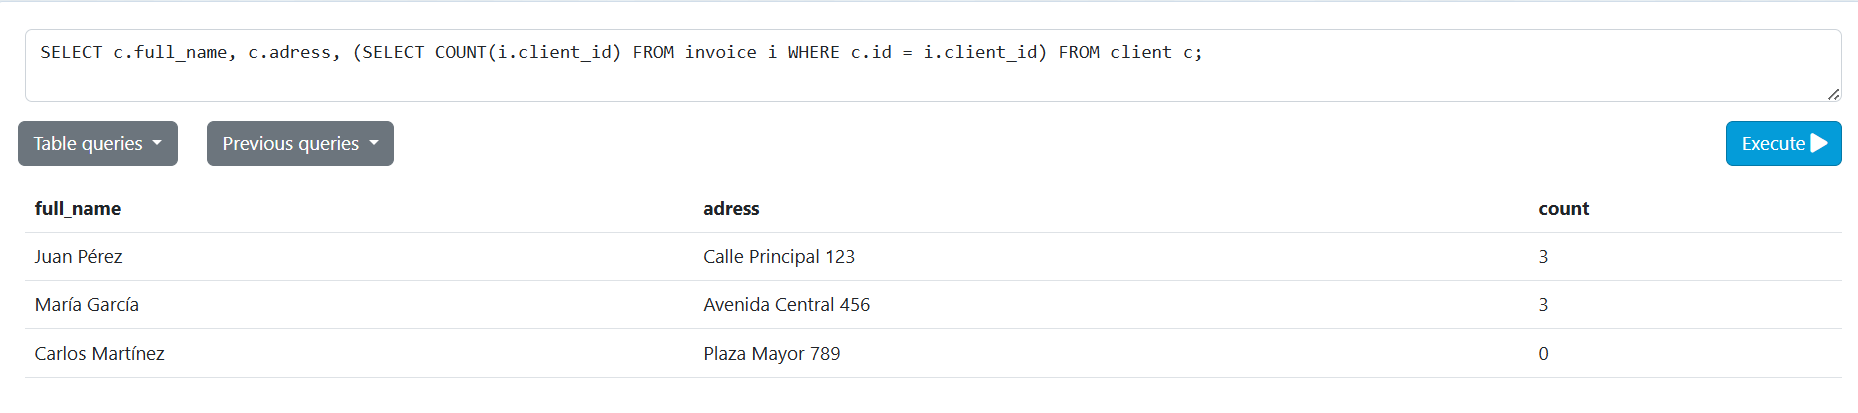 SELECT c.full_name, c.adress, (SELECT COUNT(i.client_id) FROM invoice i WHERE c.id = i.client_id) FROM client c;
Table queries Previous queries Execute
full_name adress count
Juan Pérez Calle Principal 123 3
María García Avenida Central 456 3
Carlos Martínez Plaza Mayor 789 0